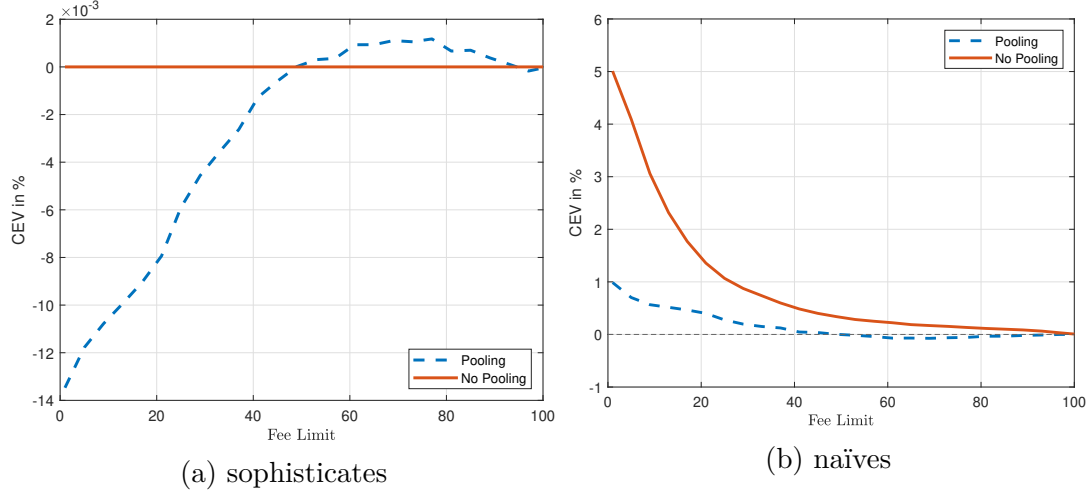 ×10⁻³
2
0
-2
-4
-6
-8
-10
-12
-14
CEV in %
0 20 40 60 80 100
Fee Limit
Pooling
No Pooling
(a) sophisticates
6
5
4
3
2
1
0
-1
CEV in %
0 20 40 60 80 100
Fee Limit
Pooling
No Pooling
(b) naïves